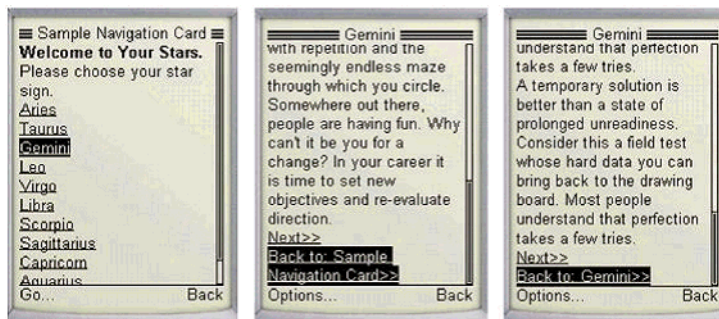 Sample Navigation Card
Welcome to Your Stars.
Please choose your star
sign.
Aries
Taurus
Gemini
Leo
Virgo
Libra
Scorpio
Sagittarius
Capricorn
Aquarius
Go... Back
Gemini
with repetition and the
seemingly endless maze
through which you circle.
Somewhere out there,
people are having fun. Why
can't it be you for a
change? In your career it
is time to set new
objectives and re-evaluate
direction.
Next>>
Back to: Sample
Navigation Card>>
Options... Back
Gemini
understand that perfection
takes a few tries.
A temporary solution is
better than a state of
prolonged unreadiness.
Consider this a field test
whose hard data you can
bring back to the drawing
board. Most people
understand that perfection
takes a few tries.
Next>>
Back to: Gemini>>
Options... Back